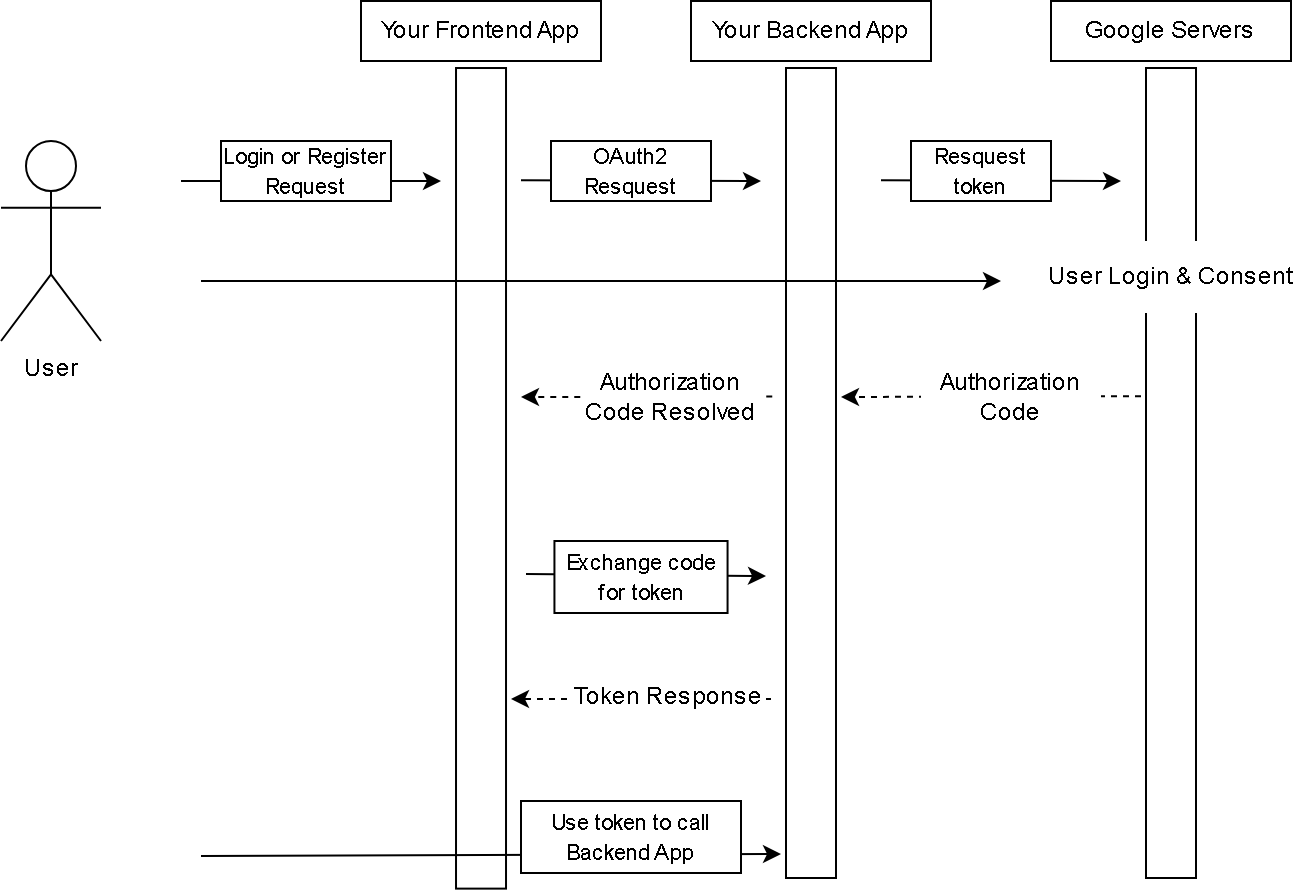 Your Frontend App
Your Backend App
Google Servers
Login or Register
Request
OAuth2
Resquest
Resquest
token
User Login & Consent
User
Authorization
Code Resolved
Authorization
Code
Exchange code
for token
Token Response
Use token to call
Backend App